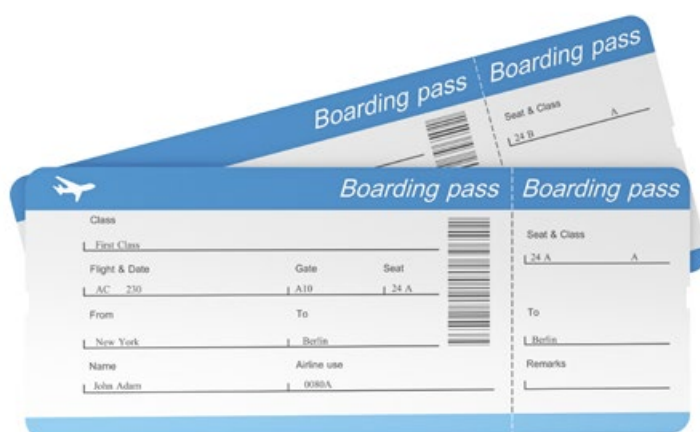 Boarding pass
Boarding pass
Seat & Class
24 B A
Boarding pass
Boarding pass
Class
First Class
Seat & Class
24 A A
Flight & Date
Gate
Seat
AC 230
A10
24 A
From
To
To
New York
Berlin
Berlin
Name
Airline use
Remarks
John Adam
0080A